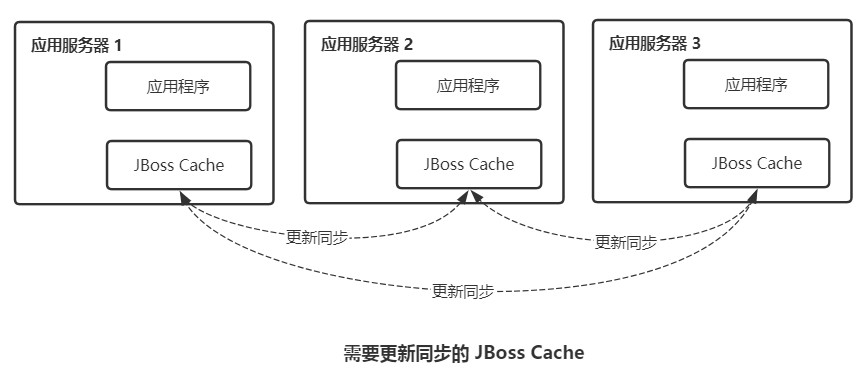 应用服务器 1
应用程序
JBoss Cache
应用服务器 2
应用程序
JBoss Cache
应用服务器 3
应用程序
JBoss Cache
更新同步
更新同步
更新同步
需要更新同步的 JBoss Cache